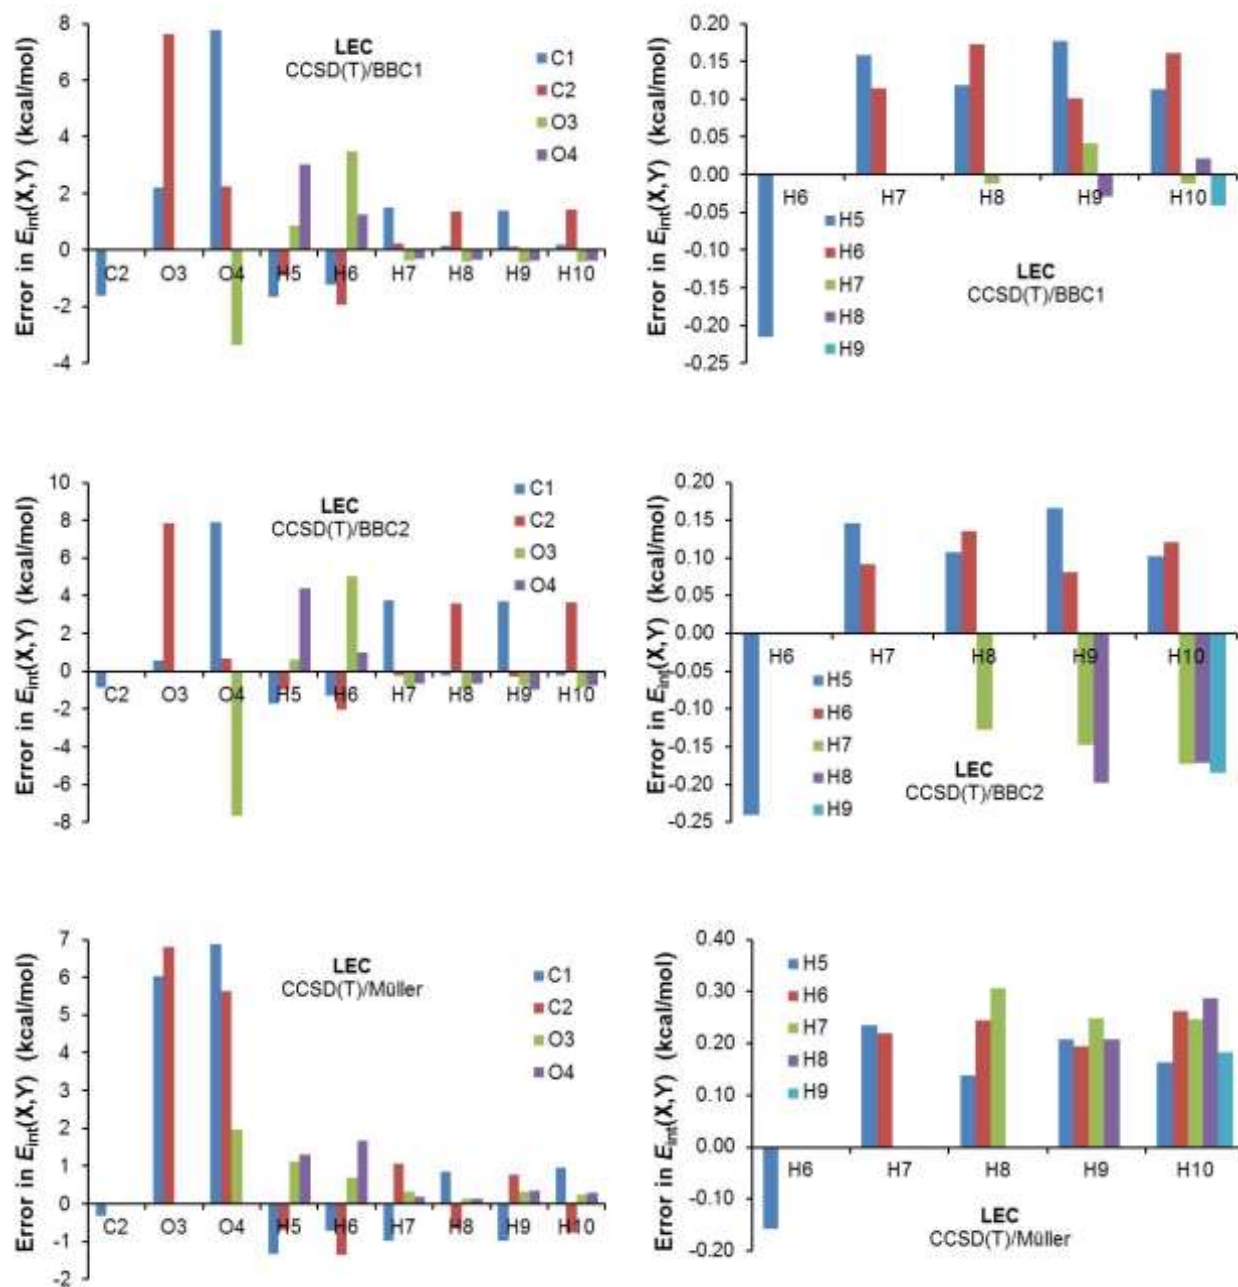 LEC
CCSD(T)/BBC1
C1
C2
O3
O4
Error in Eint(X,Y) (kcal/mol)
8
6
4
2
0
-2
-4
C2
O3
O4
H5
H6
H7
H8
H9
H10
Error in Eint(X,Y) (kcal/mol)
0.20
0.15
0.10
0.05
0.00
-0.05
-0.10
-0.15
-0.20
-0.25
H6
H7
H8
H9
H10
H5
H6
H7
H8
H9
LEC
CCSD(T)/BBC1
Error in Eint(X,Y) (kcal/mol)
10
8
6
4
2
0
-2
-4
-6
-8
LEC
CCSD(T)/BBC2
C1
C2
O3
O4
C2
O3
O4
H5
H6
H7
H8
H9
H10
Error in Eint(X,Y) (kcal/mol)
0.20
0.15
0.10
0.05
0.00
-0.05
-0.10
-0.15
-0.20
-0.25
H6
H7
H8
H9
H10
H5
H6
H7
H8
H9
LEC
CCSD(T)/BBC2
Error in Eint(X,Y) (kcal/mol)
7
6
5
4
3
2
1
0
-1
-2
LEC
CCSD(T)/Müller
C1
C2
O3
O4
C2
O3
O4
H5
H6
H7
H8
H9
H10
Error in Eint(X,Y) (kcal/mol)
0.40
0.30
0.20
0.10
0.00
-0.10
-0.20
H5
H6
H7
H8
H9
H6
H7
H8
H9
H10
LEC
CCSD(T)/Müller